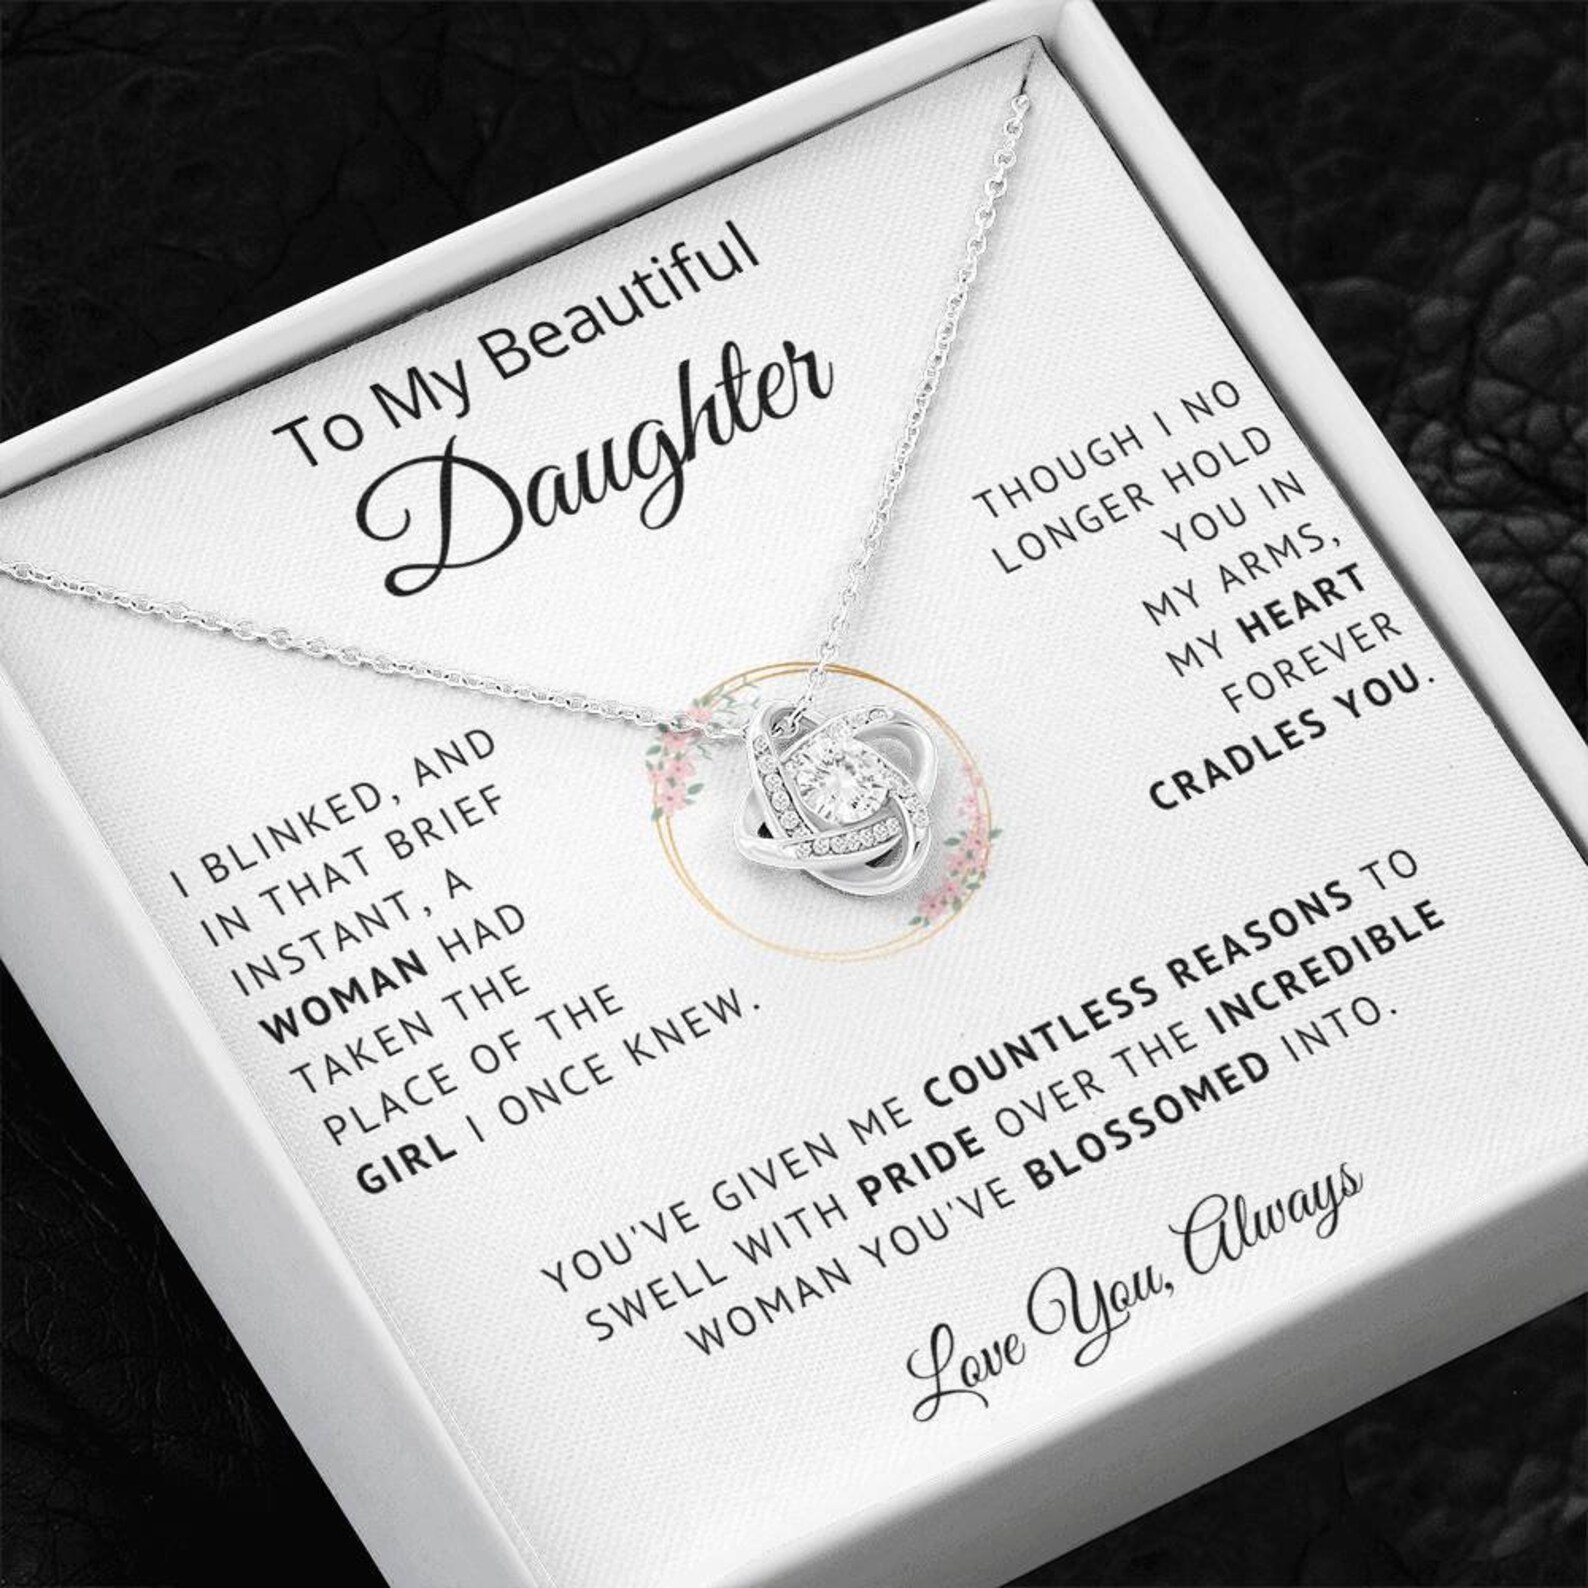 To My Beautiful
Daughter
THOUGH I NO
LONGER HOLD
YOU IN
MY ARMS,
MY HEART
FOREVER
CRADLES YOU.
I BLINKED, AND
IN THAT BRIEF
INSTANT, A
WOMAN HAD
TAKEN THE
PLACE OF THE
GIRL I ONCE KNEW.
YOU'VE GIVEN ME COUNTLESS REASONS TO
SWELL WITH PRIDE OVER THE INCREDIBLE
WOMAN YOU'VE BLOSSOMED INTO.
Love You, Always